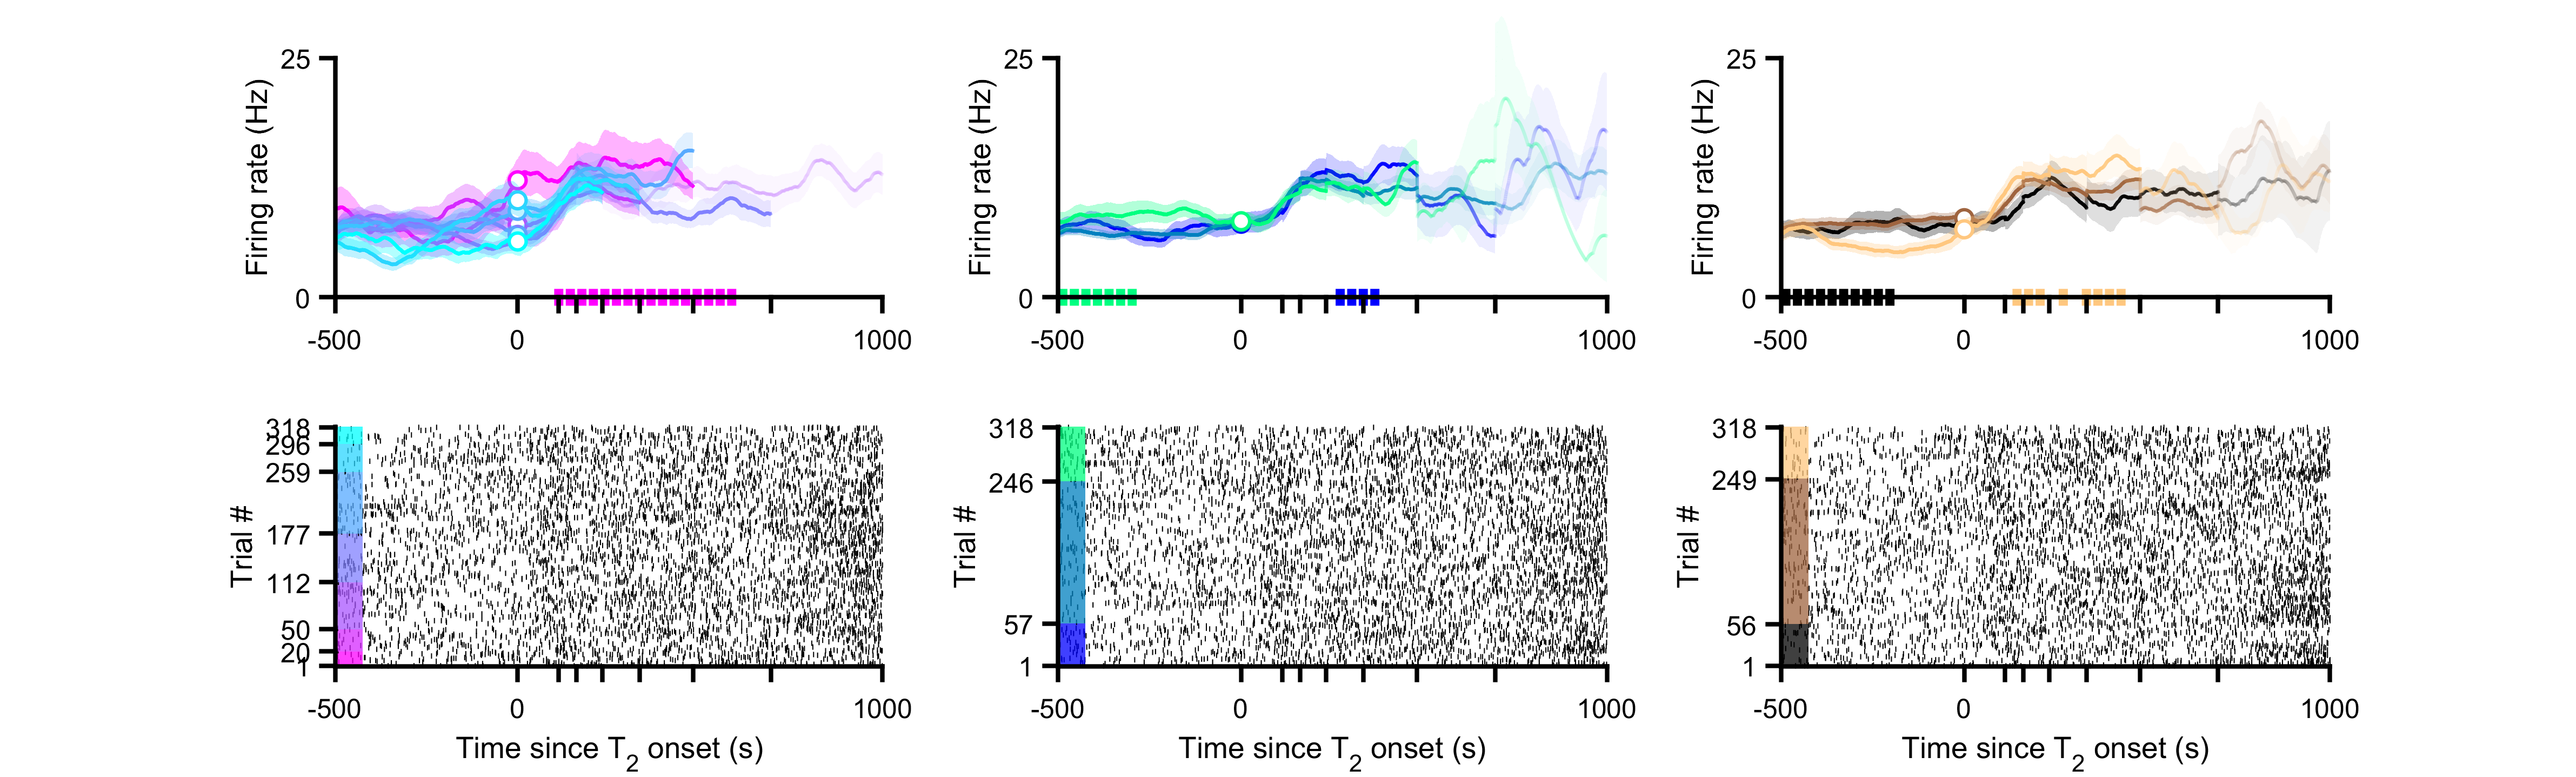 25 25 25
Firing rate (Hz) Firing rate (Hz) Firing rate (Hz)
0 0 0
-500 0 1000 -500 0 1000 -500 0 1000
318 318 318
296
259 246 249
177
112
50 57 56
20
1 1 1
Trial # Trial # Trial #
-500 0 1000 -500 0 1000 -500 0 1000
Time since T2 onset (s) Time since T2 onset (s) Time since T2 onset (s)